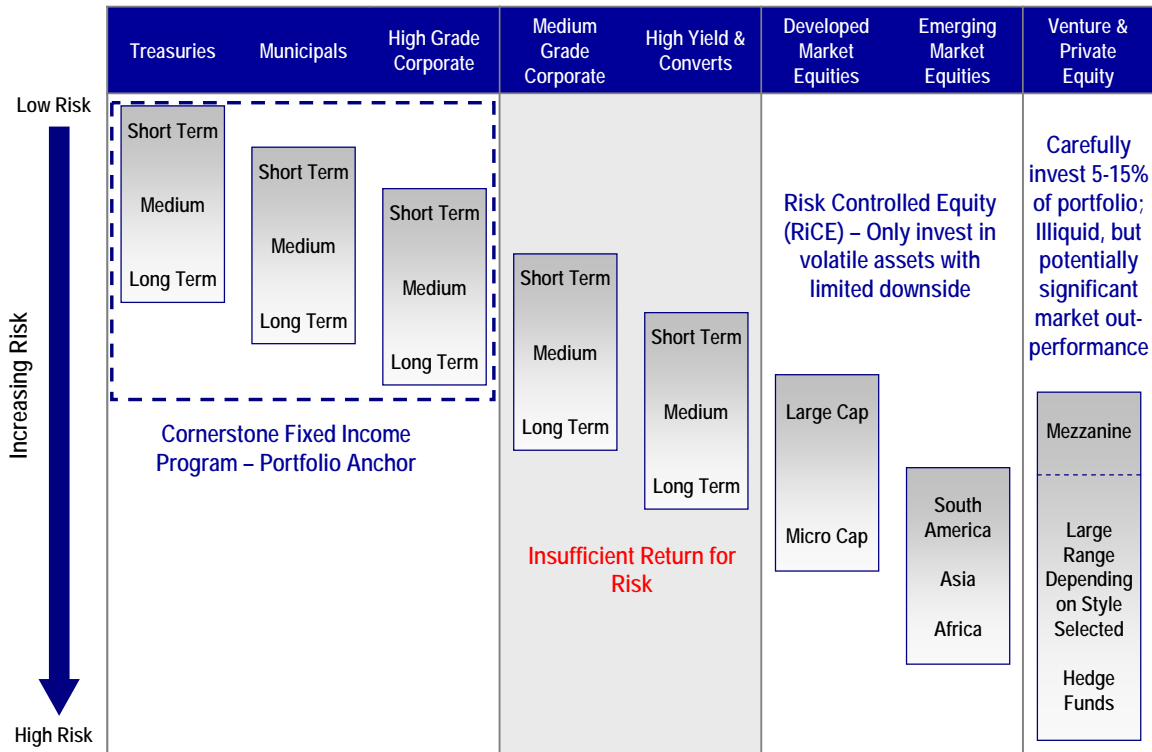 Treasuries
Municipals
High Grade
Corporate
Medium
Grade
Corporate
High Yield &
Converts
Developed
Market
Equities
Emerging
Market
Equities
Venture &
Private
Equity
Low Risk
Increasing Risk
High Risk
Short Term
Medium
Long Term
Short Term
Medium
Long Term
Short Term
Medium
Long Term
Cornerstone Fixed Income
Program – Portfolio Anchor
Short Term
Medium
Long Term
Short Term
Medium
Long Term
Insufficient Return for
Risk
Risk Controlled Equity
(RiCE) – Only invest in
volatile assets with
limited downside
Large Cap
Micro Cap
South
America
Asia
Africa
Carefully
invest 5-15%
of portfolio;
Illiquid, but
potentially
significant
market out-
performance
Mezzanine
Large
Range
Depending
on Style
Selected
Hedge
Funds